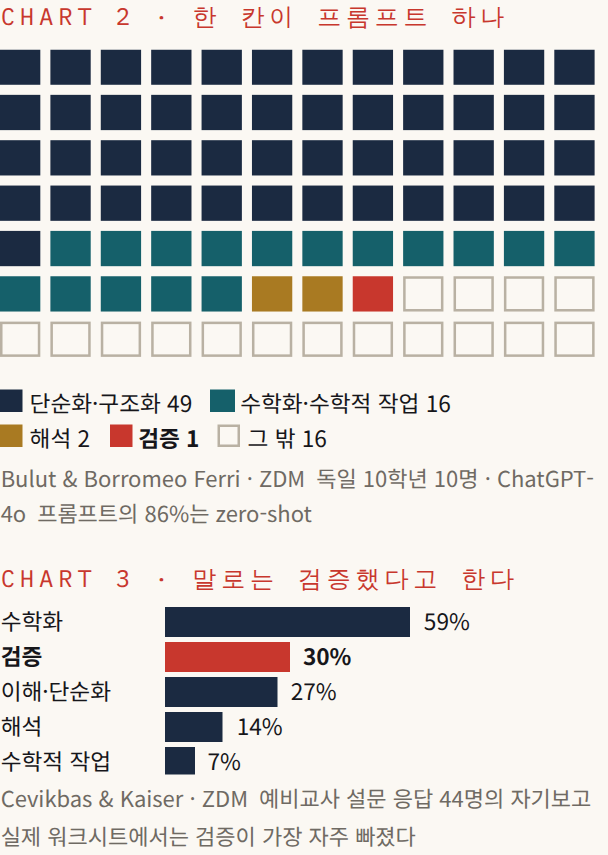 CHART 2 · 한 칸이 프롬프트 하나
단순화·구조화 49 수학화·수학적 작업 16
해석 2 검증 1 그 밖 16
Bulut & Borromeo Ferri · ZDM 독일 10학년 10명 · ChatGPT-
4o 프롬프트의 86%는 zero-shot
CHART 3 · 말로는 검증했다고 한다
수학화 59%
검증 30%
이해·단순화 27%
해석 14%
수학적 작업 7%
Cevikbas & Kaiser · ZDM 예비교사 설문 응답 44명의 자기보고
실제 워크시트에서는 검증이 가장 자주 빠졌다